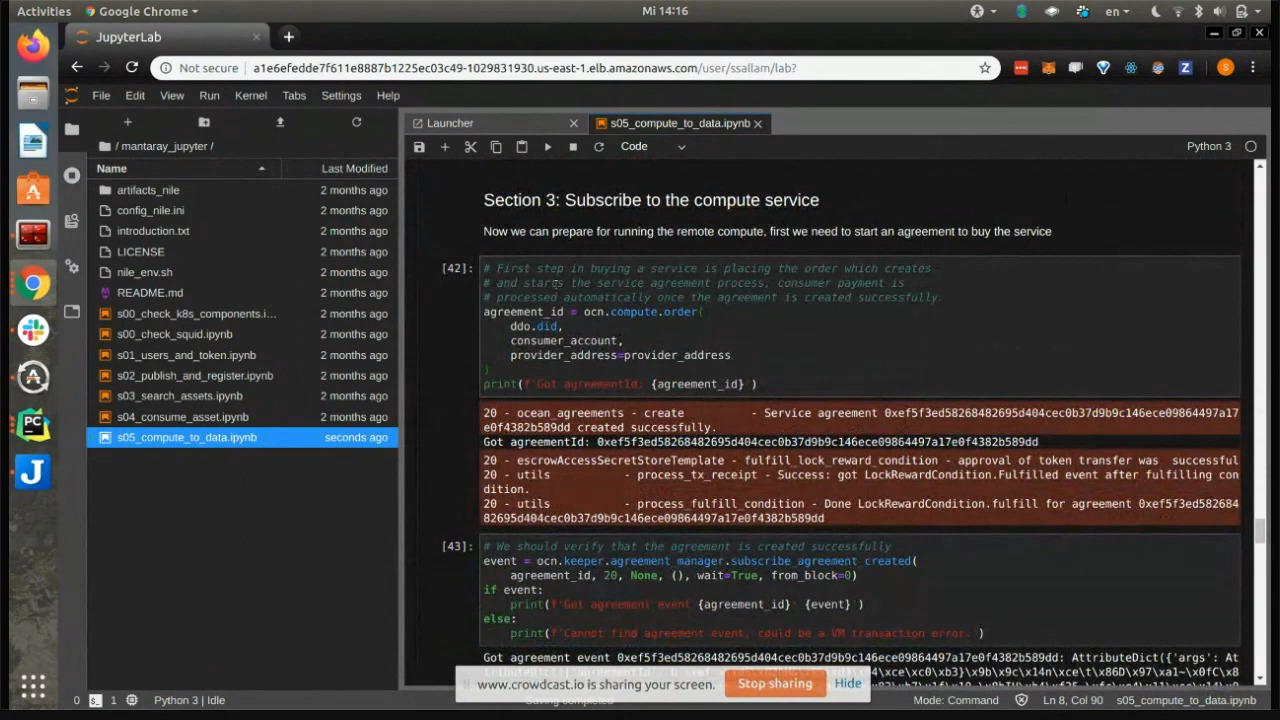 Activities
Google Chrome
Mi 14:16
en
JupyterLab
Not secure
a1e6efedde7f611e8887b1225ec03c49-1029831930.us-east-1.elb.amazonaws.com/user/ssallam/lab?
File Edit View Run Kernel Tabs Settings Help
/ mantaray_jupyter /
Name Last Modified
artifacts_nile 2 months ago
config_nile.ini 2 months ago
introduction.txt 2 months ago
LICENSE 2 months ago
nile_env.sh 2 months ago
README.md 2 months ago
s00_check_k8s_components.i... 2 months ago
s00_check_squid.ipynb 2 months ago
s01_users_and_token.ipynb 2 months ago
s02_publish_and_register.ipynb 2 months ago
s03_search_assets.ipynb 2 months ago
s04_consume_asset.ipynb 2 months ago
s05_compute_to_data.ipynb seconds ago
Launcher
s05_compute_to_data.ipynb
Code
Python 3
Section 3: Subscribe to the compute service
Now we can prepare for running the remote compute, first we need to start an agreement to buy the service
[42]:
# First step in buying a service is placing the order which creates
# and starts the service agreement process, consumer payment is
# processed automatically once the agreement is created successfully.
agreement_id = ocn.compute.order(
ddo.did,
consumer_account,
provider_address=provider_address
)
print(f'Got agreementId: {agreement_id}')
20 - ocean_agreements - create - Service agreement 0xef5f3ed58268482695d404cec0b37d9b9c146ece09864497a17
e0f4382b589dd created successfully.
Got agreementId: 0xef5f3ed58268482695d404cec0b37d9b9c146ece09864497a17e0f4382b589dd
20 - escrowAccessSecretStoreTemplate - fulfill_lock_reward_condition - approval of token transfer was successful
20 - utils - process_tx_receipt - Success: got LockRewardCondition.Fulfilled event after fulfilling con
dition.
20 - utils - process_fulfill_condition - Done LockRewardCondition.fulfill for agreement 0xef5f3ed582684
82695d404cec0b37d9b9c146ece09864497a17e0f4382b589dd
[43]:
# We should verify that the agreement is created successfully
event = ocn.keeper.agreement_manager.subscribe_agreement_created(
agreement_id, 20, None, (), wait=True, from_block=0)
if event:
print(f'Got agreement event {agreement_id}: {event}')
else:
print(f'Cannot find agreement event, could be a VM transaction error.')
Got agreement event 0xef5f3ed58268482695d404cec0b37d9b9c146ece09864497a17e0f4382b589dd: AttributeDict({'args': At
www.crowdcast.io is sharing your screen.
Stop sharing
Hide
0
1
Python 3 | Idle
Saving completed
Mode: Command
Ln 8, Col 90
s05_compute_to_data.ipynb